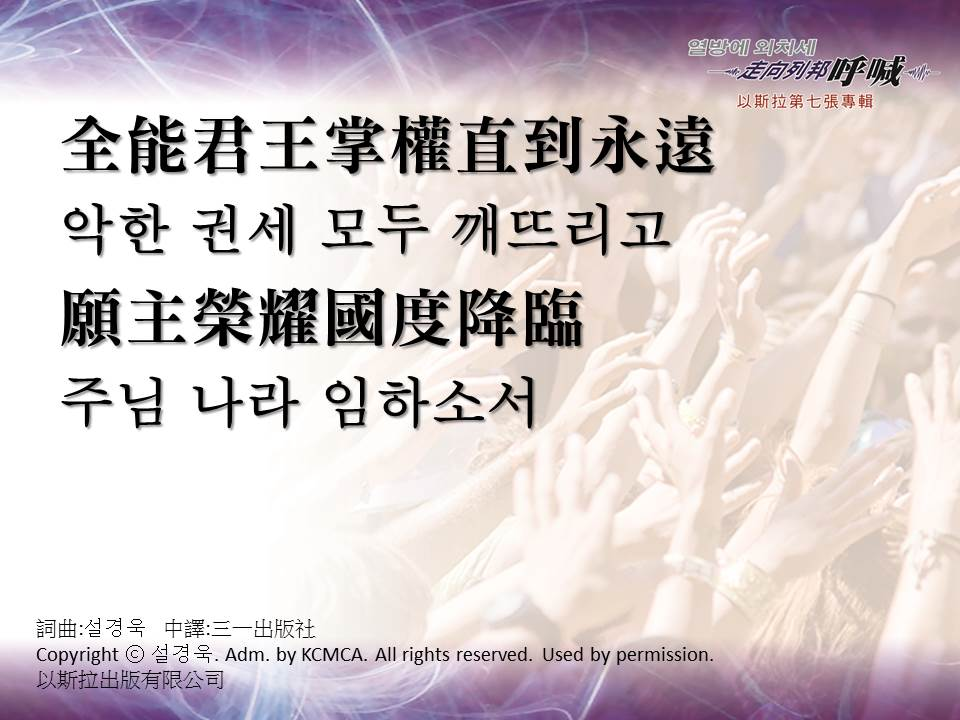 열방에 외치세
走向列邦呼喊
以斯拉第七張專輯
全能君王掌權直到永遠
악한 권세 모두 깨뜨리고
願主榮耀國度降臨
주님 나라 임하소서
詞曲:설경욱 中譯:三一出版社
Copyright ⓒ 설경욱. Adm. by KCMCA. All rights reserved. Used by permission.
以斯拉出版有限公司